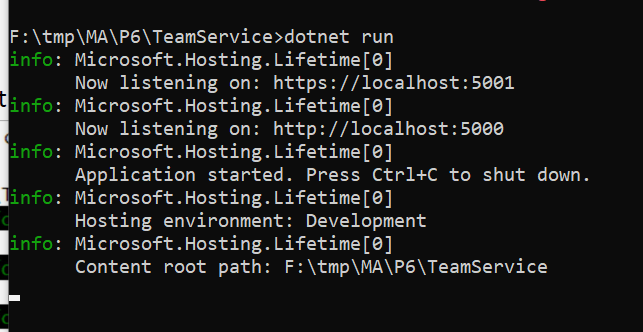 F:\tmp\MA\P6\TeamService>dotnet run
info: Microsoft.Hosting.Lifetime[0]
      Now listening on: https://localhost:5001
info: Microsoft.Hosting.Lifetime[0]
      Now listening on: http://localhost:5000
info: Microsoft.Hosting.Lifetime[0]
      Application started. Press Ctrl+C to shut down.
info: Microsoft.Hosting.Lifetime[0]
      Hosting environment: Development
info: Microsoft.Hosting.Lifetime[0]
      Content root path: F:\tmp\MA\P6\TeamService